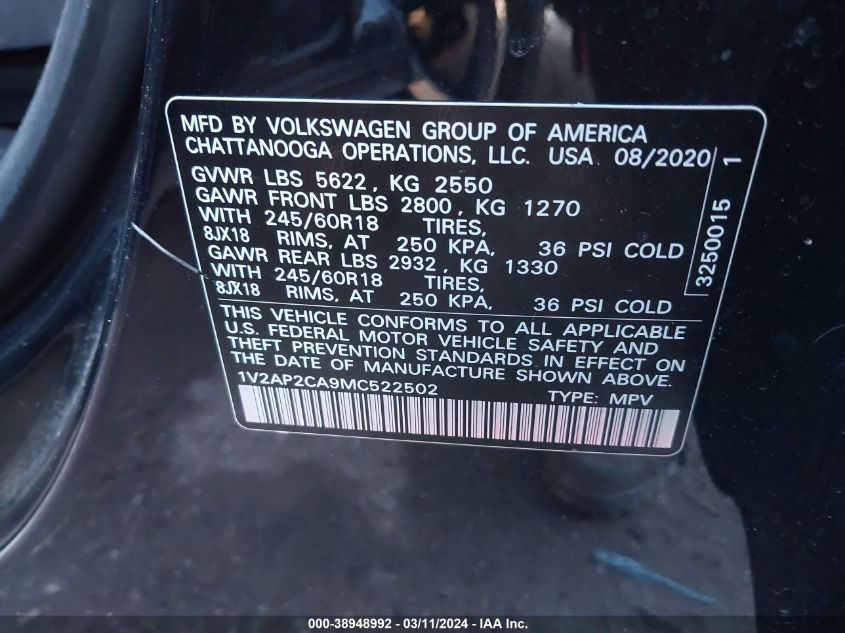 MFD BY VOLKSWAGEN GROUP OF AMERICA
CHATTANOOGA OPERATIONS, LLC. USA 08/2020
GVWR LBS 5622, KG 2550
GAWR FRONT LBS 2800, KG 1270
WITH 245/60R18 TIRES,
8JX18 RIMS, AT 250 KPA, 36 PSI COLD
GAWR REAR LBS 2932, KG 1330
WITH 245/60R18 TIRES,
8JX18 RIMS, AT 250 KPA, 36 PSI COLD
3250015 1
THIS VEHICLE CONFORMS TO ALL APPLICABLE
U.S. FEDERAL MOTOR VEHICLE SAFETY AND
THEFT PREVENTION STANDARDS IN EFFECT ON
THE DATE OF MANUFACTURE SHOWN ABOVE.
1V2AP2CA9MC522502 TYPE: MPV
000-38948992 - 03/11/2024 - IAA Inc.